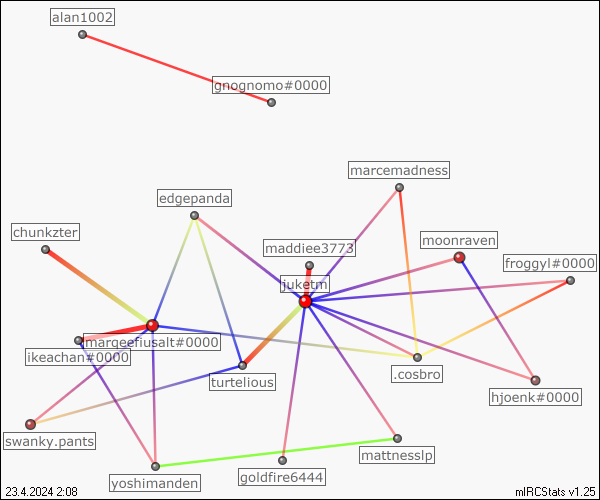 alan1002
gnognomo#0000
marcemadness
edgepanda
chunkzter
moonraven
maddiee3773
froggyl#0000
juketm
marqeefiusalt#0000
ikeachan#0000
.cosbro
turtelious
hjoenk#0000
swanky.pants
mattnesslp
goldfire6444
yoshimanden
23.4.2024 2:08
mIRCStats v1.25